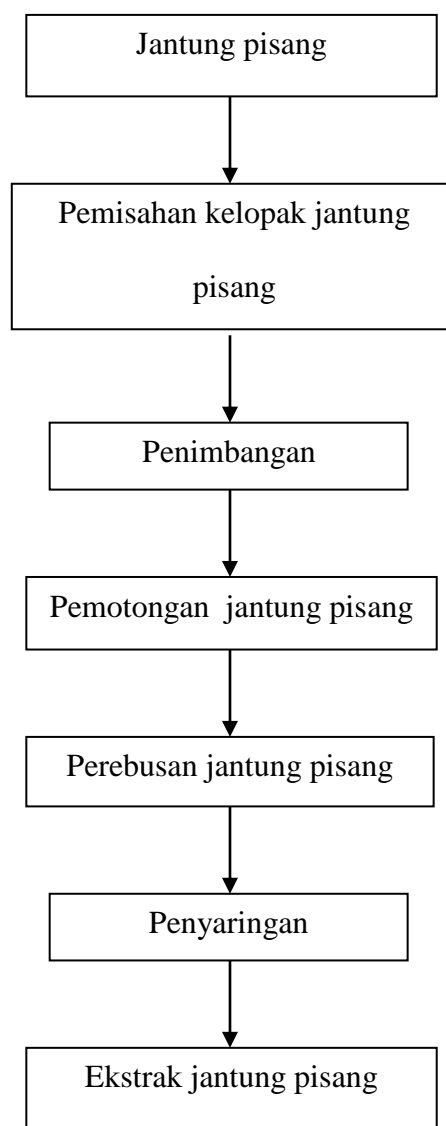 Jantung pisang
Pemisahan kelopak jantung
pisang
Penimbangan
Pemotongan  jantung pisang
Perebusan jantung pisang
Penyaringan
Ekstrak jantung pisang